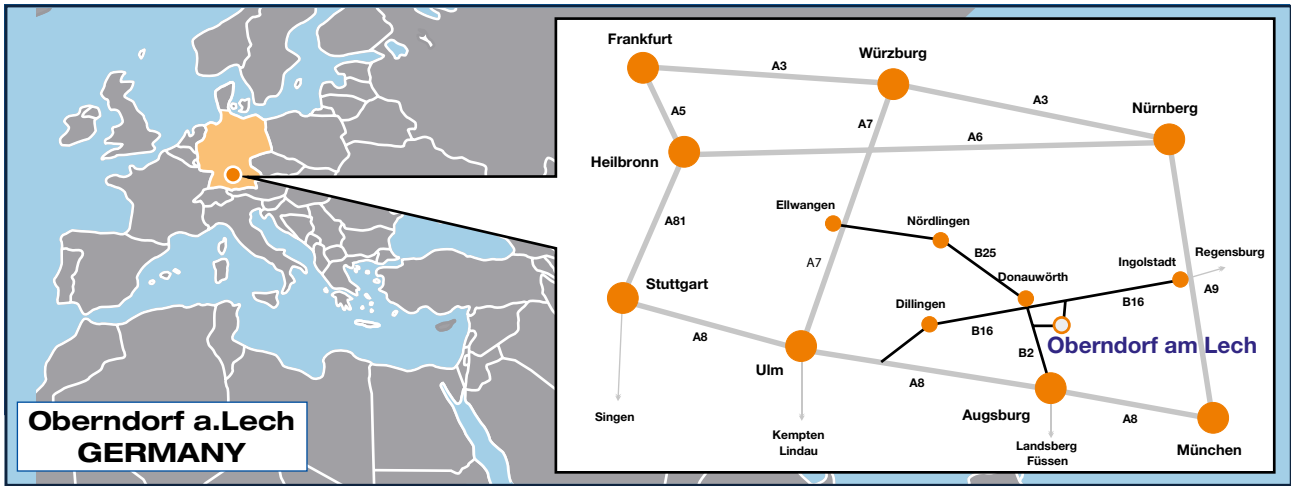 Frankfurt
Würzburg
A3
A3
A5
A7
Nürnberg
A6
Heilbronn
Ellwangen
A81
Nördlingen
B25
Regensburg
A7
Ingolstadt
Donauwörth
Stuttgart
A9
Dillingen
B16
B16
A8
B2
Oberndorf am Lech
Ulm
A8
Augsburg
A8
Singen
Kempten
Lindau
Landsberg
Füssen
München
Oberndorf a.Lech
GERMANY